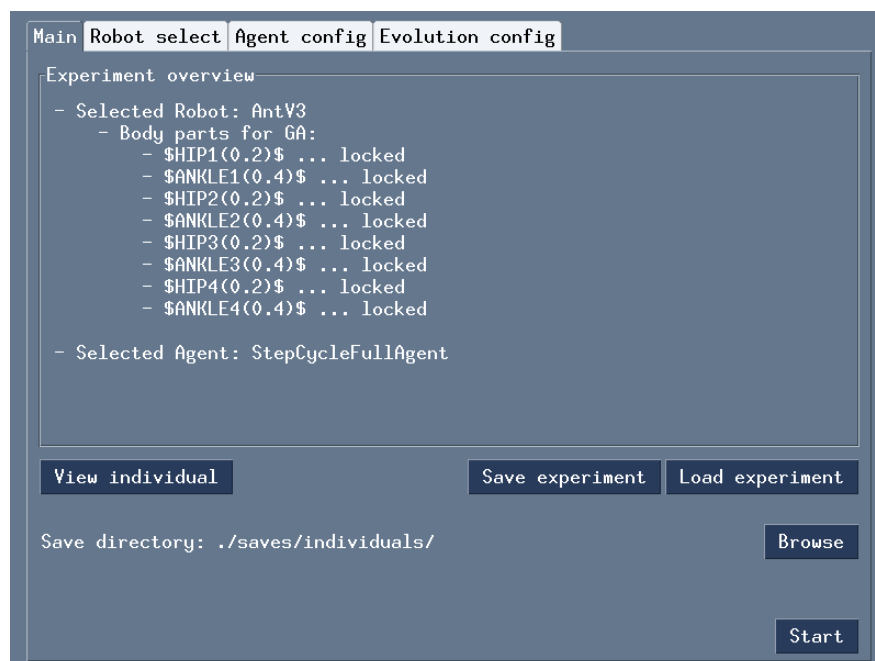 Main Robot select Agent config Evolution config
Experiment overview
- Selected Robot: AntV3
- Body parts for GA:
- $HIP1(0.2)$ ... locked
- $ANKLE1(0.4)$ ... locked
- $HIP2(0.2)$ ... locked
- $ANKLE2(0.4)$ ... locked
- $HIP3(0.2)$ ... locked
- $ANKLE3(0.4)$ ... locked
- $HIP4(0.2)$ ... locked
- $ANKLE4(0.4)$ ... locked
- Selected Agent: StepCycleFullAgent
View individual Save experiment Load experiment
Save directory: ./saves/individuals/ Browse
Start